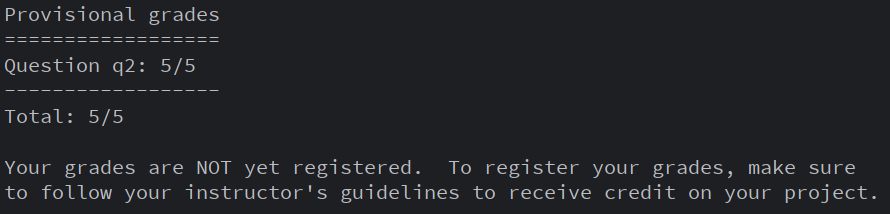 Provisional grades
==================
Question q2: 5/5
------------------
Total: 5/5

Your grades are NOT yet registered.  To register your grades, make sure
to follow your instructor's guidelines to receive credit on your project.